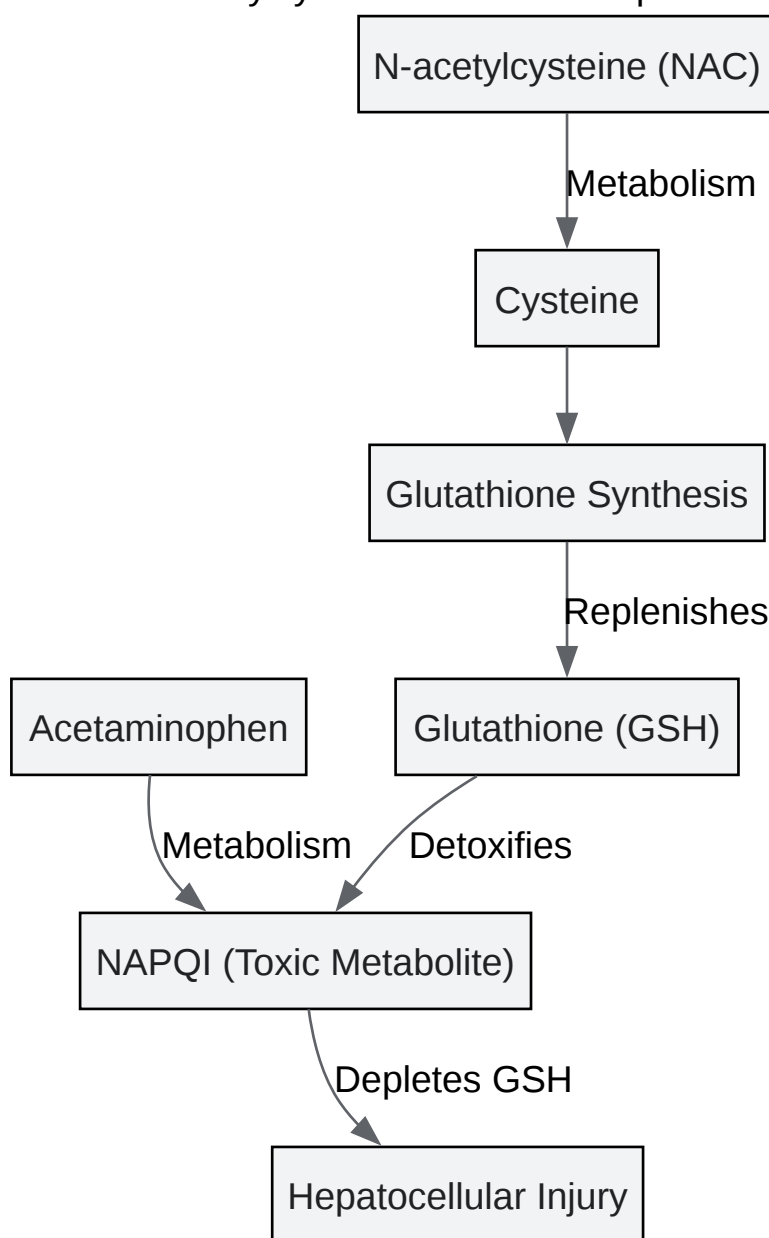 N-acetylcysteine (NAC)
Metabolism
Cysteine
Glutathione Synthesis
Replenishes
Acetaminophen
Glutathione (GSH)
Metabolism
Detoxifies
NAPQI (Toxic Metabolite)
Depletes GSH
Hepatocellular Injury